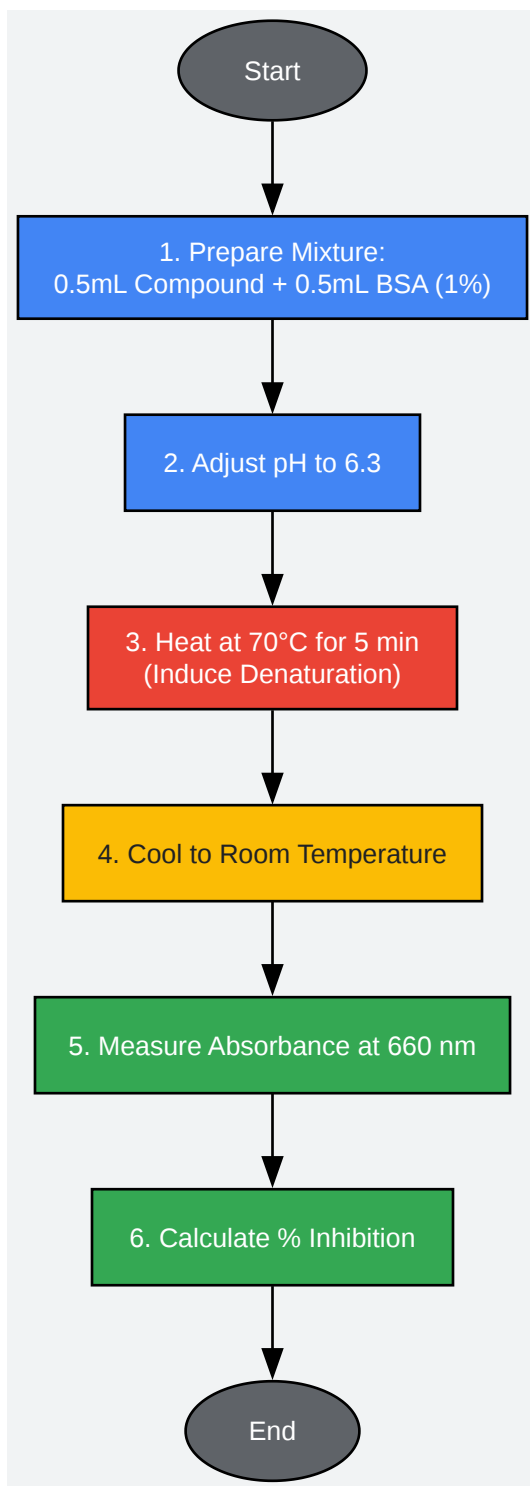 Start
1. Prepare Mixture:
0.5mL Compound + 0.5mL BSA (1%)
2. Adjust pH to 6.3
3. Heat at 70°C for 5 min
(Induce Denaturation)
4. Cool to Room Temperature
5. Measure Absorbance at 660 nm
6. Calculate % Inhibition
End